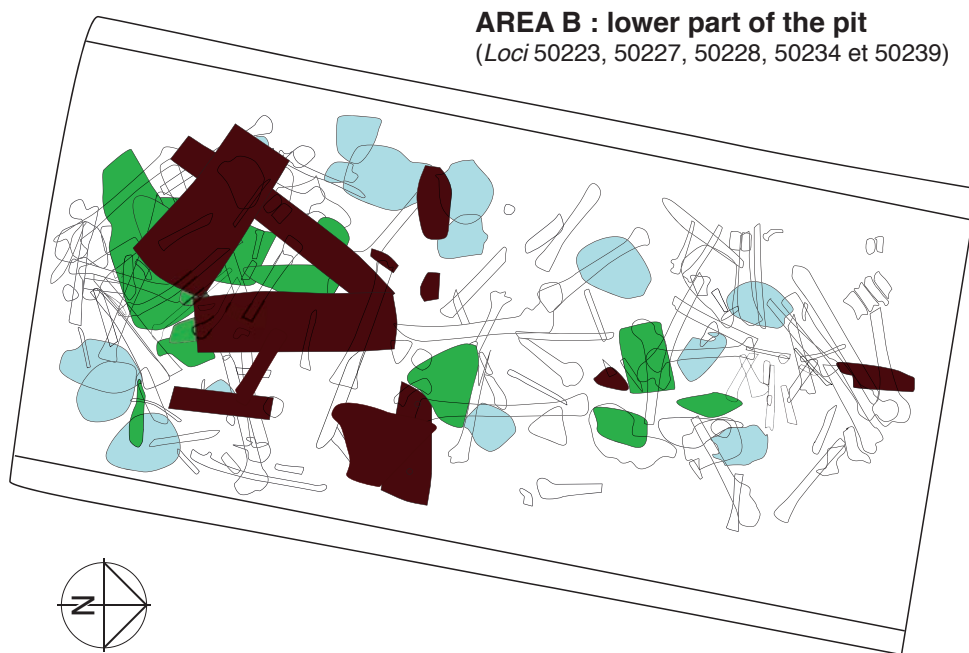 AREA B : lower part of the pit
(Loci 50223, 50227, 50228, 50234 et 50239)
N